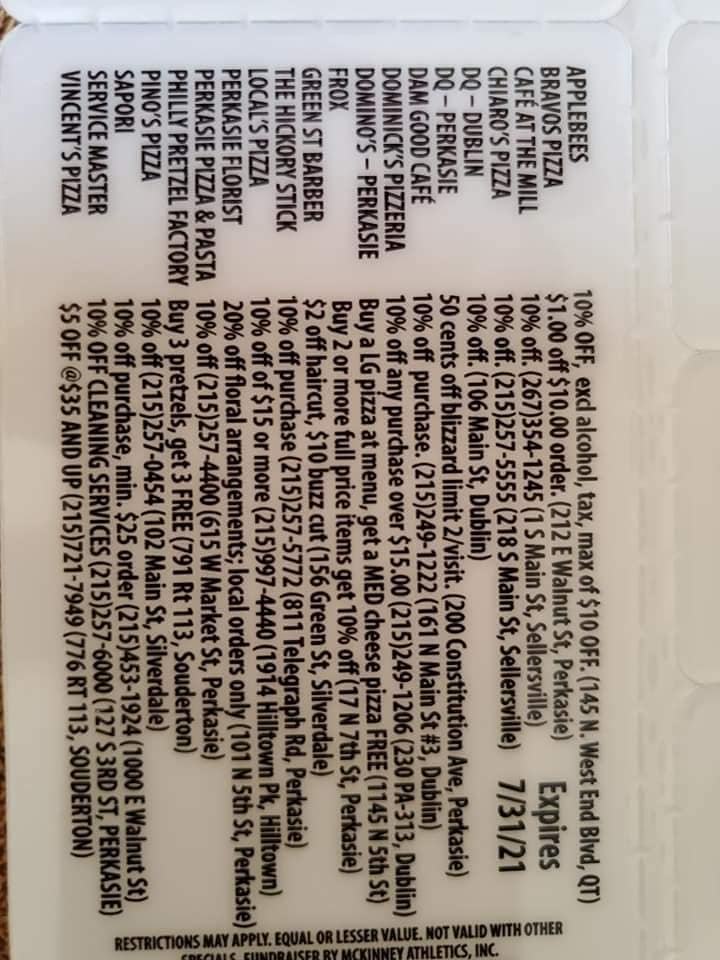 APPLEBEES 10% OFF, excl alcohol, tax, max of $10 OFF. (145 N. West End Blvd, QT)
BRAVOS PIZZA $1.00 off $10.00 order. (212 E Walnut St, Perkasie)
CAFÉ AT THE MILL 10% off. (267)354-1245 (1 S Main St, Sellersville)
CHIARO'S PIZZA 10% off. (215)257-5555 (218 S Main St, Sellersville)
Expires
7/31/21
DQ – DUBLIN 10% off. (106 Main St, Dublin)
DQ – PERKASIE 50 cents off blizzard limit 2/visit. (200 Constitution Ave, Perkasie)
DAM GOOD CAFÉ 10% off purchase. (215)249-1222 (161 N Main St #3, Dublin)
DOMINICK'S PIZZERIA 10% off any purchase over $15.00 (215)249-1206 (230 PA-313, Dublin)
DOMINO'S – PERKASIE Buy a LG pizza at menu, get a MED cheese pizza FREE (1145 N 5th St)
FROX Buy 2 or more full price items get 10% off (17 N 7th St, Perkasie)
GREEN ST BARBER $2 off haircut, $10 buzz cut (156 Green St, Silverdale)
THE HICKORY STICK 10% off purchase (215)257-5772 (811 Telegraph Rd, Perkasie)
LOCAL'S PIZZA 10% off of $15 or more (215)997-4440 (1914 Hilltown Pk, Hilltown)
PERKASIE FLORIST 20% off floral arrangements; local orders only (101 N 5th St, Perkasie)
PERKASIE PIZZA & PASTA 10% off (215)257-4400 (615 W Market St, Perkasie)
PHILLY PRETZEL FACTORY Buy 3 pretzels, get 3 FREE (791 Rt 113, Souderton)
PINO'S PIZZA 10% off (215)257-0454 (102 Main St, Silverdale)
SAPORI 10% off purchase, min. $25 order (215)453-1924 (1000 E Walnut St)
SERVICE MASTER 10% OFF CLEANING SERVICES (215)257-6000 (127 S 3RD ST, PERKASIE)
VINCENT'S PIZZA $5 OFF @$35 AND UP (215)721-7949 (776 RT 113, SOUDERTON)
RESTRICTIONS MAY APPLY. EQUAL OR LESSER VALUE. NOT VALID WITH OTHER
SPECIALS. FUNDRAISER BY MCKINNEY ATHLETICS, INC.